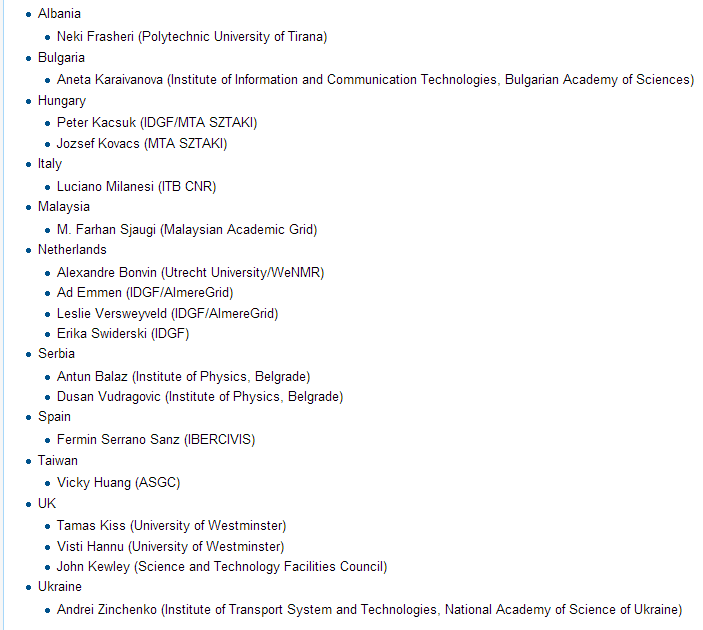 Albania
Neki Frasheri (Polytechnic University of Tirana)
Bulgaria
Aneta Karaivanova (Institute of Information and Communication Technologies, Bulgarian Academy of Sciences)
Hungary
Peter Kacsuk (IDGF/MTA SZTAKI)
Jozsef Kovacs (MTA SZTAKI)
Italy
Luciano Milanesi (ITB CNR)
Malaysia
M. Farhan Sjaugi (Malaysian Academic Grid)
Netherlands
Alexandre Bonvin (Utrecht University/WeNMR)
Ad Emmen (IDGF/AlmereGrid)
Leslie Versweyveld (IDGF/AlmereGrid)
Erika Swiderski (IDGF)
Serbia
Antun Balaz (Institute of Physics, Belgrade)
Dusan Vudragovic (Institute of Physics, Belgrade)
Spain
Fermin Serrano Sanz (IBERCIVIS)
Taiwan
Vicky Huang (ASGC)
UK
Tamas Kiss (University of Westminster)
Visti Hannu (University of Westminster)
John Kewley (Science and Technology Facilities Council)
Ukraine
Andrei Zinchenko (Institute of Transport System and Technologies, National Academy of Science of Ukraine)